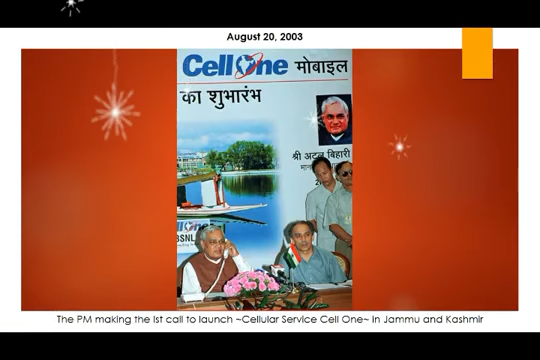 August 20, 2003
CellOne मोबाइल
का शुभारंभ
श्री अटल बिहारी
BSNL
The PM making the Ist call to launch ~Cellular Service Cell One~ in Jammu and Kashmir